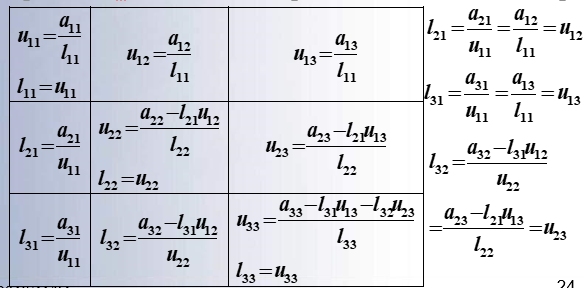 u₁₁ = a₁₁/l₁₁
l₁₁ = u₁₁
u₁₂ = a₁₂/l₁₁
u₁₃ = a₁₃/l₁₁
l₂₁ = a₂₁/u₁₁
u₂₂ = (a₂₂−l₂₁u₁₂)/l₂₂
l₂₂ = u₂₂
u₂₃ = (a₂₃−l₂₁u₁₃)/l₂₂
l₃₁ = a₃₁/u₁₁
l₃₂ = (a₃₂−l₃₁u₁₂)/u₂₂
u₃₃ = (a₃₃−l₃₁u₁₃−l₃₂u₂₃)/l₃₃
l₃₃ = u₃₃
l₂₁ = a₂₁/u₁₁ = a₁₂/l₁₁ = u₁₂
l₃₁ = a₃₁/u₁₁ = a₁₃/l₁₁ = u₁₃
l₃₂ = (a₃₂−l₃₁u₁₂)/u₂₂
= (a₂₃−l₂₁u₁₃)/l₂₂ = u₂₃
24